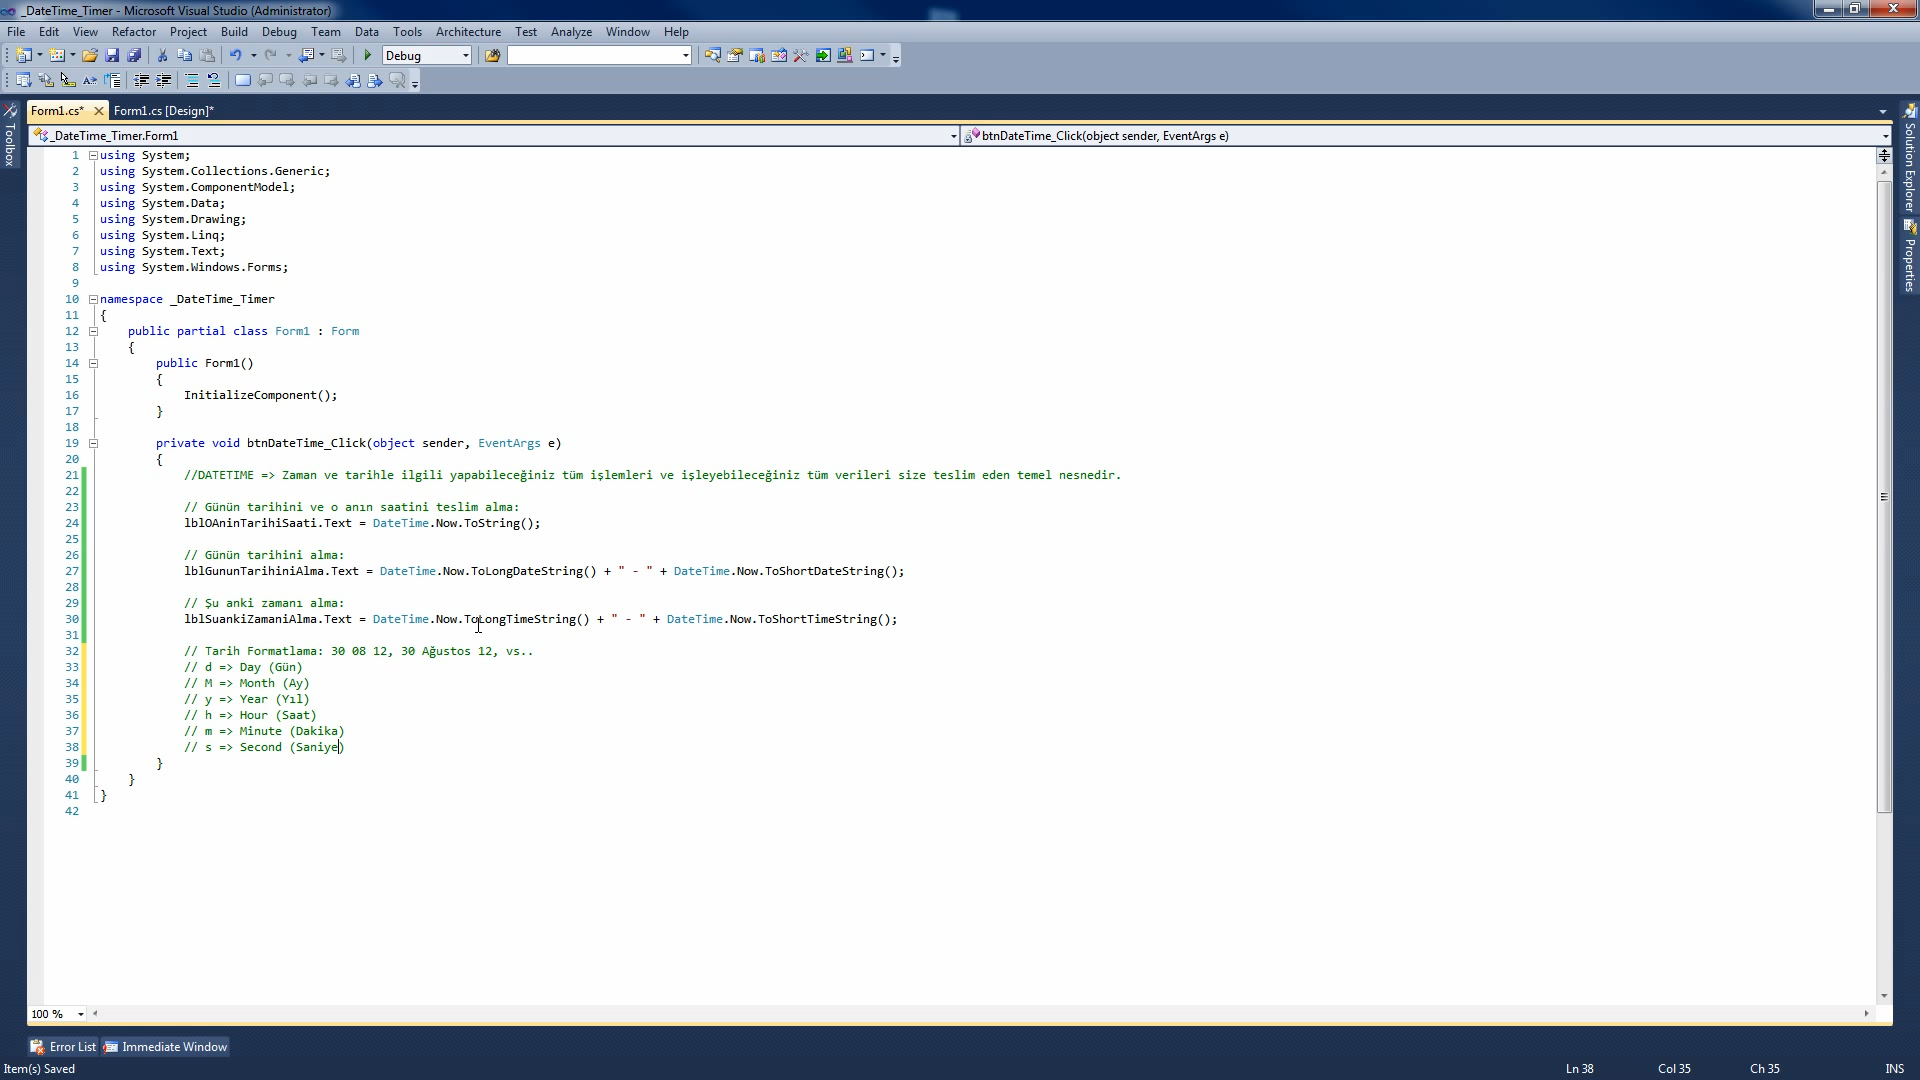 _DateTime_Timer - Microsoft Visual Studio (Administrator)
File Edit View Refactor Project Build Debug Team Data Tools Architecture Test Analyze Window Help
Debug
Form1.cs* Form1.cs [Design]*
Toolbox
_DateTime_Timer.Form1 btnDateTime_Click(object sender, EventArgs e)
Solution Explorer
Properties
1 using System;
2 using System.Collections.Generic;
3 using System.ComponentModel;
4 using System.Data;
5 using System.Drawing;
6 using System.Linq;
7 using System.Text;
8 using System.Windows.Forms;
9
10 namespace _DateTime_Timer
11 {
12 public partial class Form1 : Form
13 {
14 public Form1()
15 {
16 InitializeComponent();
17 }
18
19 private void btnDateTime_Click(object sender, EventArgs e)
20 {
21 //DATETIME => Zaman ve tarihle ilgili yapabileceğiniz tüm işlemleri ve işleyebileceğiniz tüm verileri size teslim eden temel nesnedir.
22
23 // Günün tarihini ve o anın saatini teslim alma:
24 lblOAninTarihiSaati.Text = DateTime.Now.ToString();
25
26 // Günün tarihini alma:
27 lblGununTarihiniAlma.Text = DateTime.Now.ToLongDateString() + " - " + DateTime.Now.ToShortDateString();
28
29 // Şu anki zamanı alma:
30 lblSuankiZamaniAlma.Text = DateTime.Now.ToLongTimeString() + " - " + DateTime.Now.ToShortTimeString();
31
32 // Tarih Formatlama: 30 08 12, 30 Ağustos 12, vs..
33 // d => Day (Gün)
34 // M => Month (Ay)
35 // y => Year (Yıl)
36 // h => Hour (Saat)
37 // m => Minute (Dakika)
38 // s => Second (Saniye)
39 }
40 }
41 }
42
100 %
Error List Immediate Window
Item(s) Saved Ln 38 Col 35 Ch 35 INS